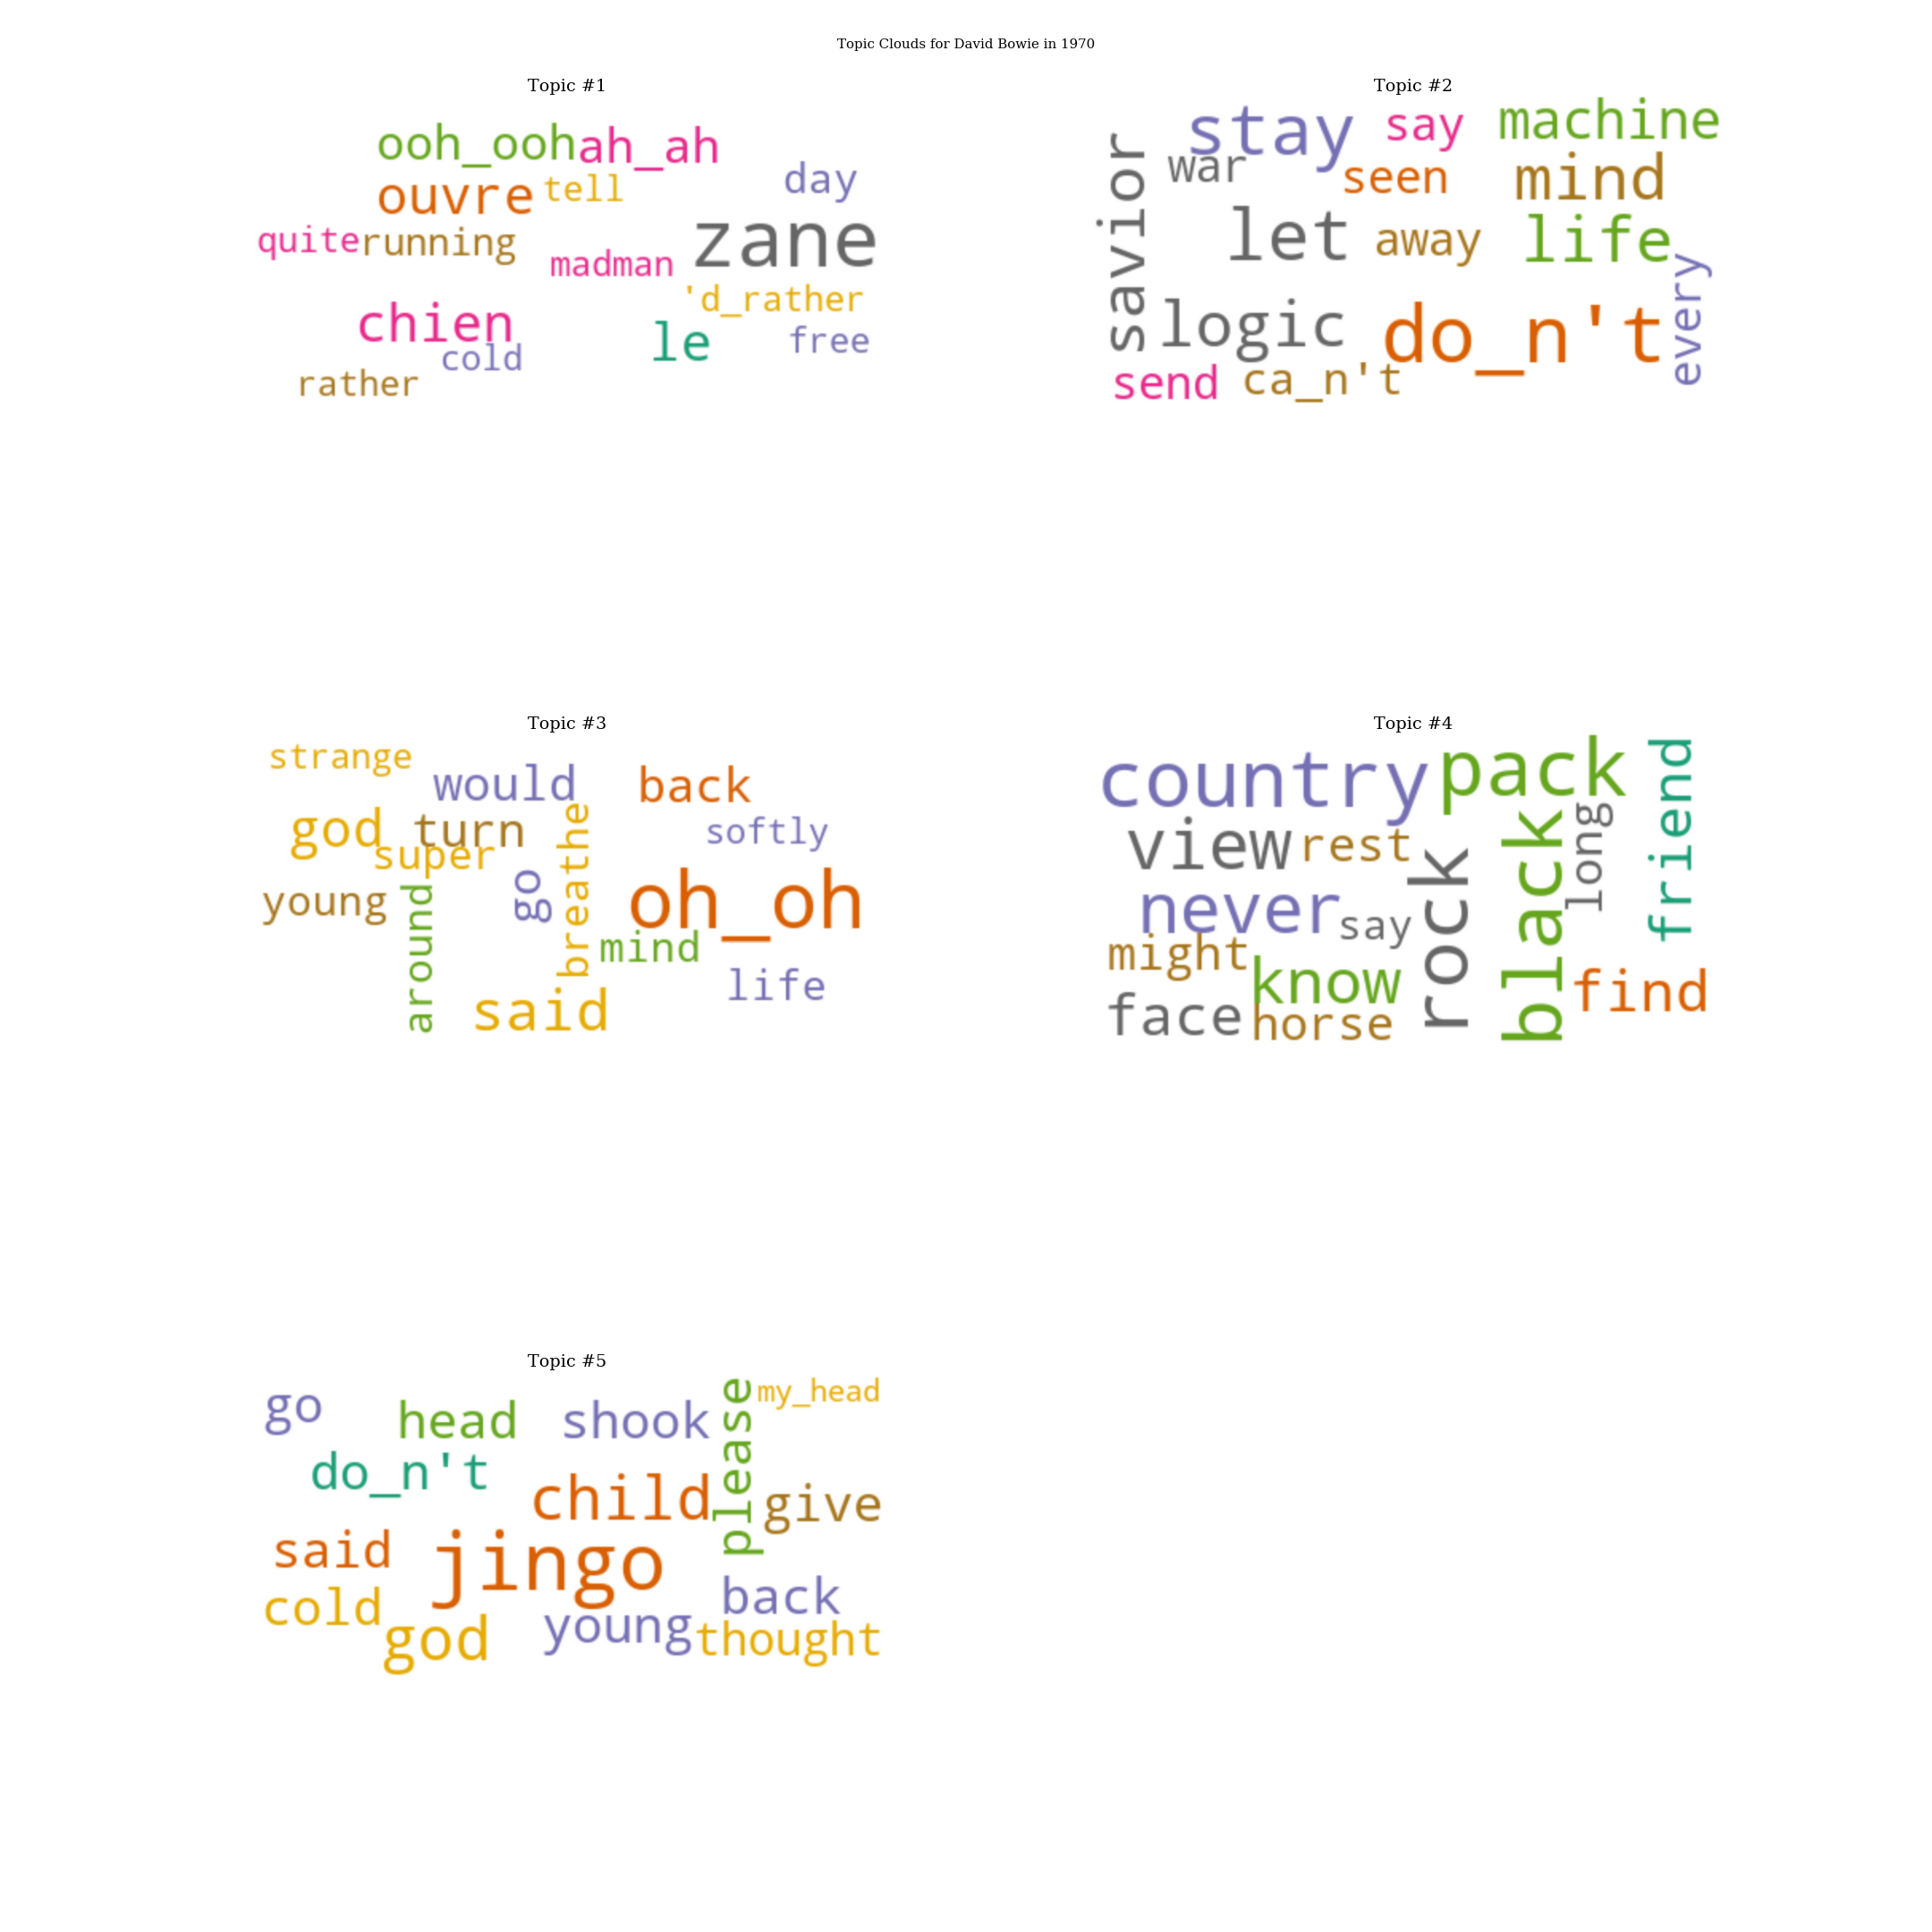 Topic Clouds for David Bowie in 1970
Topic #1
ooh_ooh ah_ah
ouvre tell day
quite running madman zane
'd_rather
chien le free
cold
rather
Topic #2
stay say machine
savior war seen mind
let away life
logic do_n't every
send ca_n't
Topic #3
strange
would back
god turn softly
super
young around go breathe oh_oh
mind
said life
Topic #4
country pack friend
view rest long
never say rock black
might know find
face horse
Topic #5
go head shook please my_head
do_n't child give
said jingo
cold back
god young thought